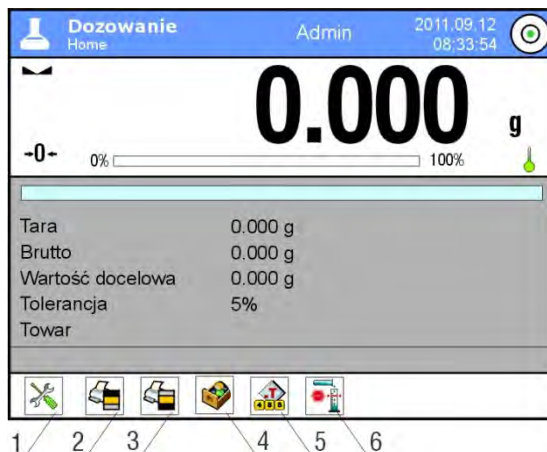 Dozowanie
Home
Admin
2011.09.12
08:33:54
0.000 g
→0←
0% 100%
Tara 0.000 g
Brutto 0.000 g
Wartość docelowa 0.000 g
Tolerancja 5%
Towar
1 2 3 4 5 6